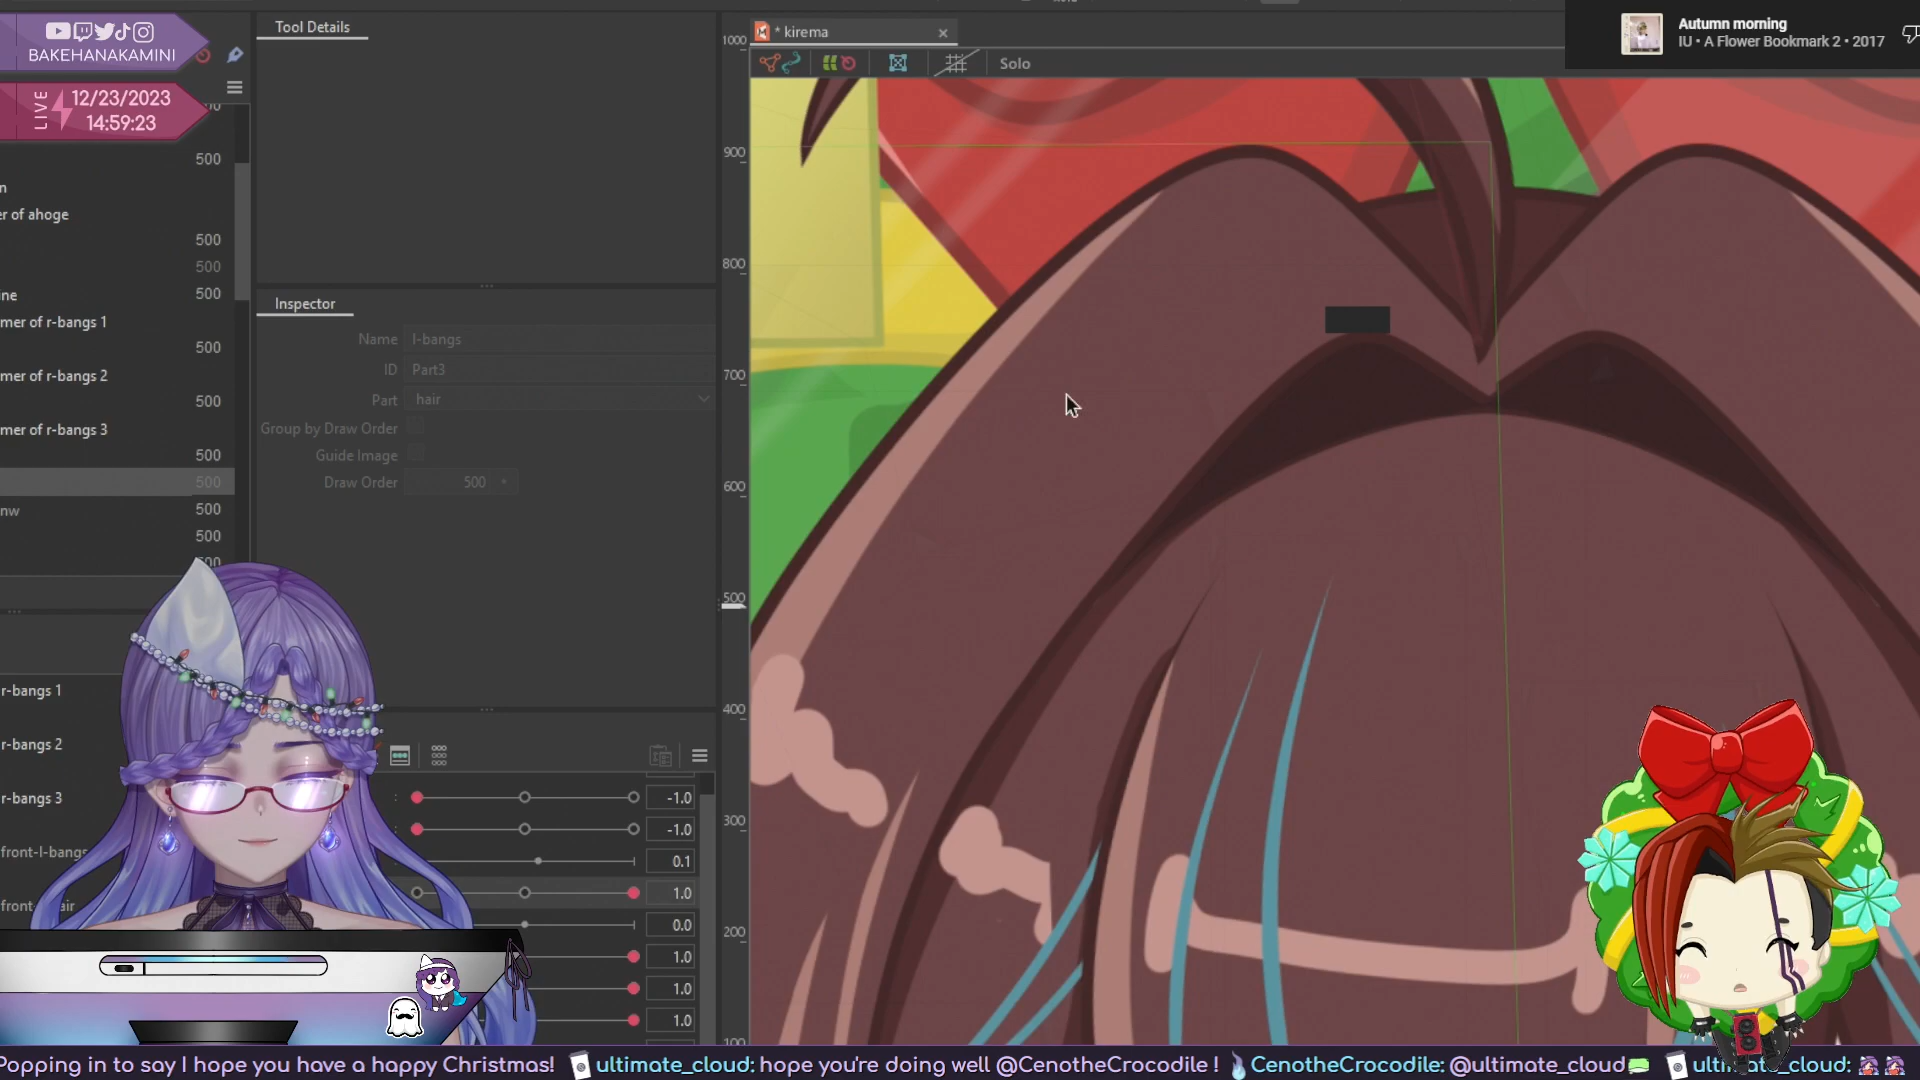 BAKEHANAKAMINI
LIVE
12/23/2023
14:59:23
Tool Details
* kirema
Solo
Autumn morning
IU • A Flower Bookmark 2 • 2017
1000
900
800
700
600
500
400
300
200
500
er of ahoge
500
500
ine
500
mer of r-bangs 1
500
mer of r-bangs 2
500
mer of r-bangs 3
500
500
nw
500
500
Inspector
Name l-bangs
ID Part3
Part hair
Group by Draw Order
Guide Image
Draw Order 500
r-bangs 1
r-bangs 2
r-bangs 3
front-l-bangs
front
air
-1.0
-1.0
0.1
1.0
0.0
1.0
1.0
1.0
Popping in to say I hope you have a happy Christmas! ultimate_cloud: hope you're doing well @CenotheCrocodile ! CenotheCrocodile: @ultimate_cloud